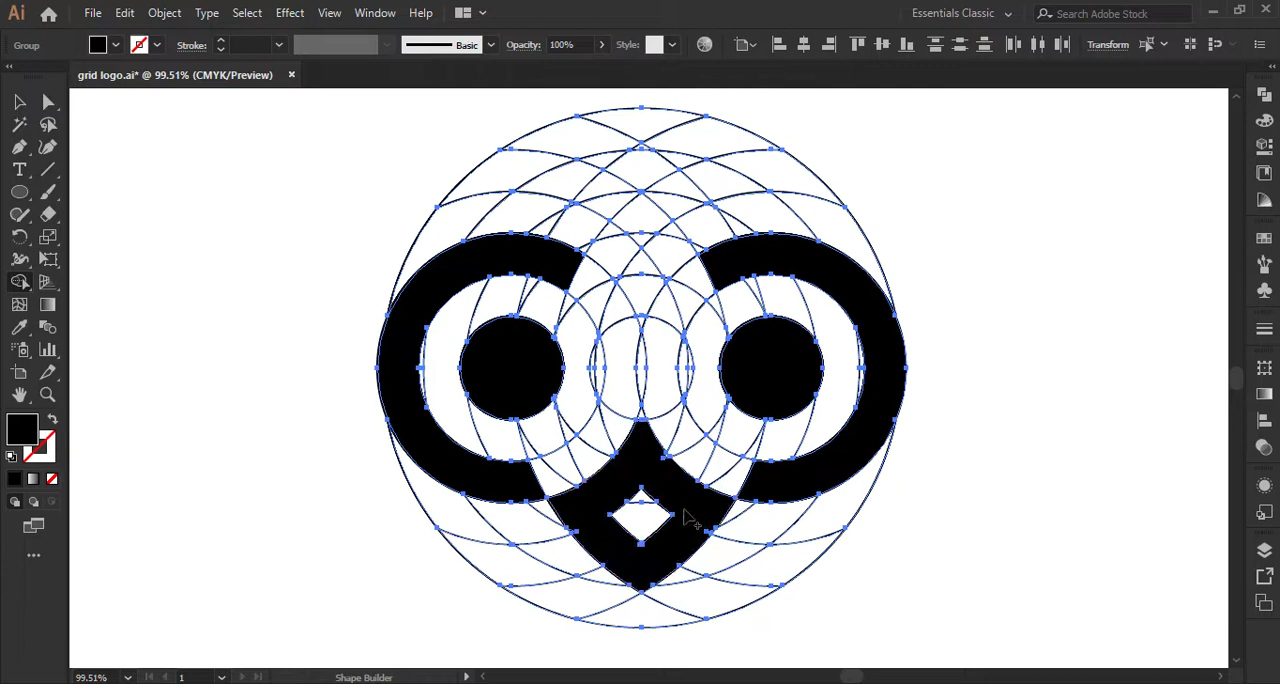 Ai File Edit Object Type Select Effect View Window Help Essentials Classic Search Adobe Stock
Group Stroke: Basic Opacity: 100% Style: Transform
grid logo.ai* @ 99.51% (CMYK/Preview) ×
T
99.51% 1 Shape Builder